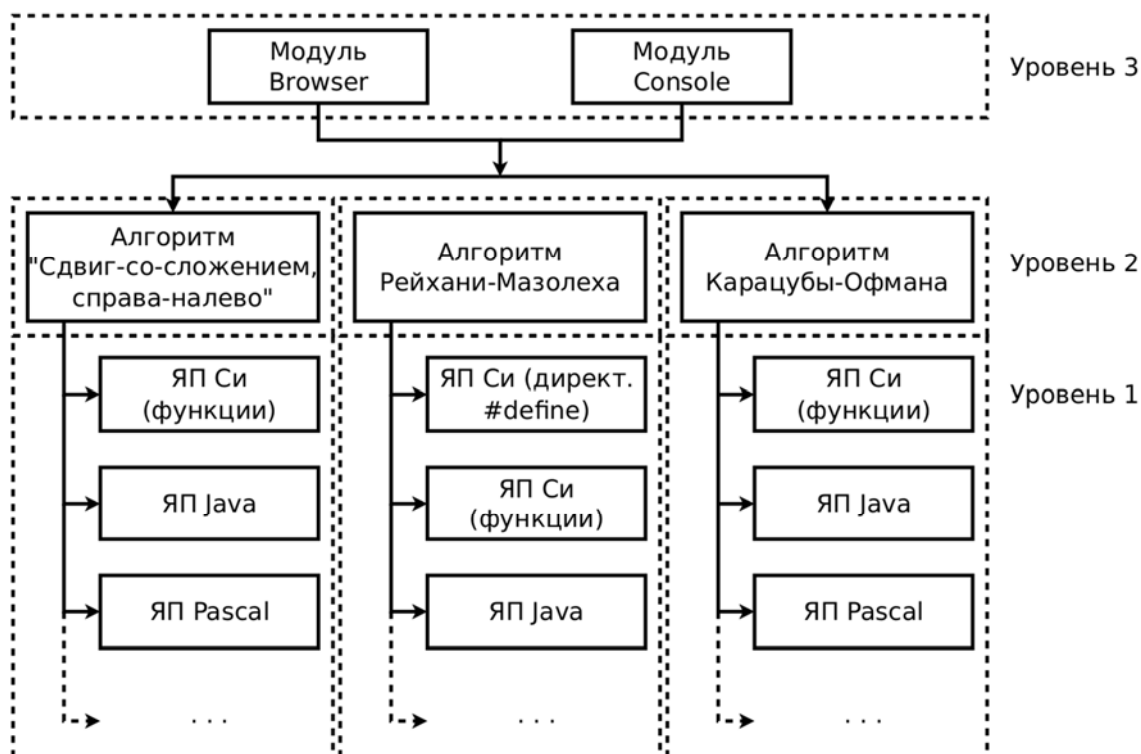 Модуль
Browser
Модуль
Console
Уровень 3
Алгоритм
"Сдвиг-со-сложением,
справа-налево"
Алгоритм
Рейхани-Мазолеха
Алгоритм
Карацубы-Офмана
Уровень 2
ЯП Си
(функции)
ЯП Си (директ.
#define)
ЯП Си
(функции)
Уровень 1
ЯП Java
ЯП Си
(функции)
ЯП Java
ЯП Pascal
ЯП Java
ЯП Pascal
. . .
. . .
. . .